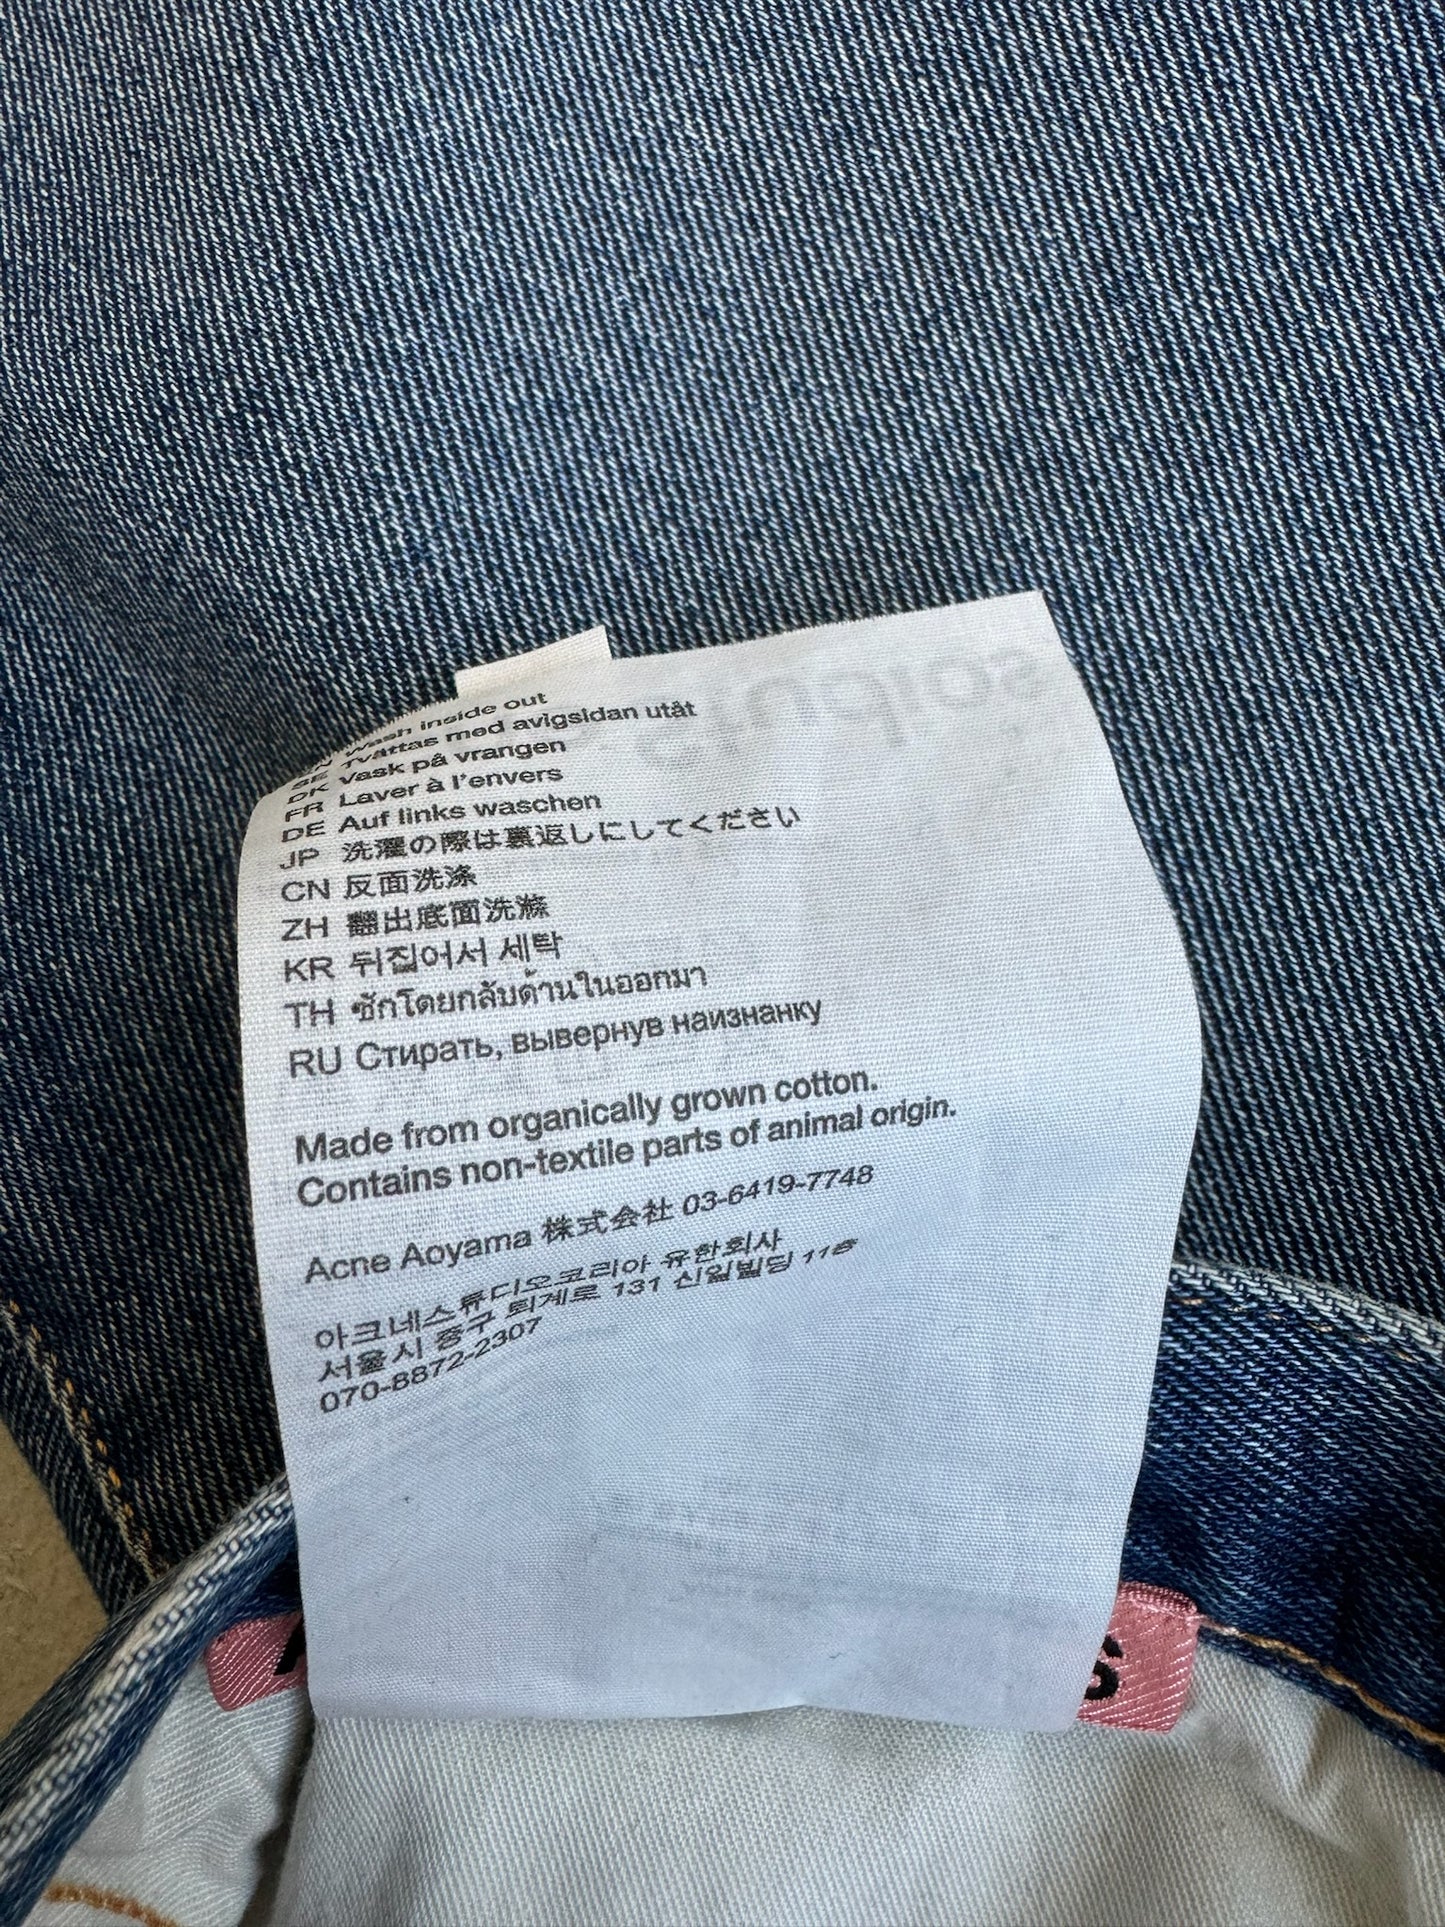 EN Wash inside out
SE Tvättas med avigsidan utåt
DK Vask på vrangen
FR Laver à l'envers
DE Auf links waschen
JP 洗濯の際は裏返しにしてください
CN 反面洗涤
ZH 翻出底面洗滌
KR 뒤집어서 세탁
TH ซักโดยกลับด้านในออกมา
RU Стирать, вывернув наизнанку
Made from organically grown cotton.
Contains non-textile parts of animal origin.
Acne Aoyama 株式会社 03-6419-7748
아크네스튜디오코리아 유한회사
서울시 중구 퇴계로 131 신일빌딩 11층
070-8872-2307